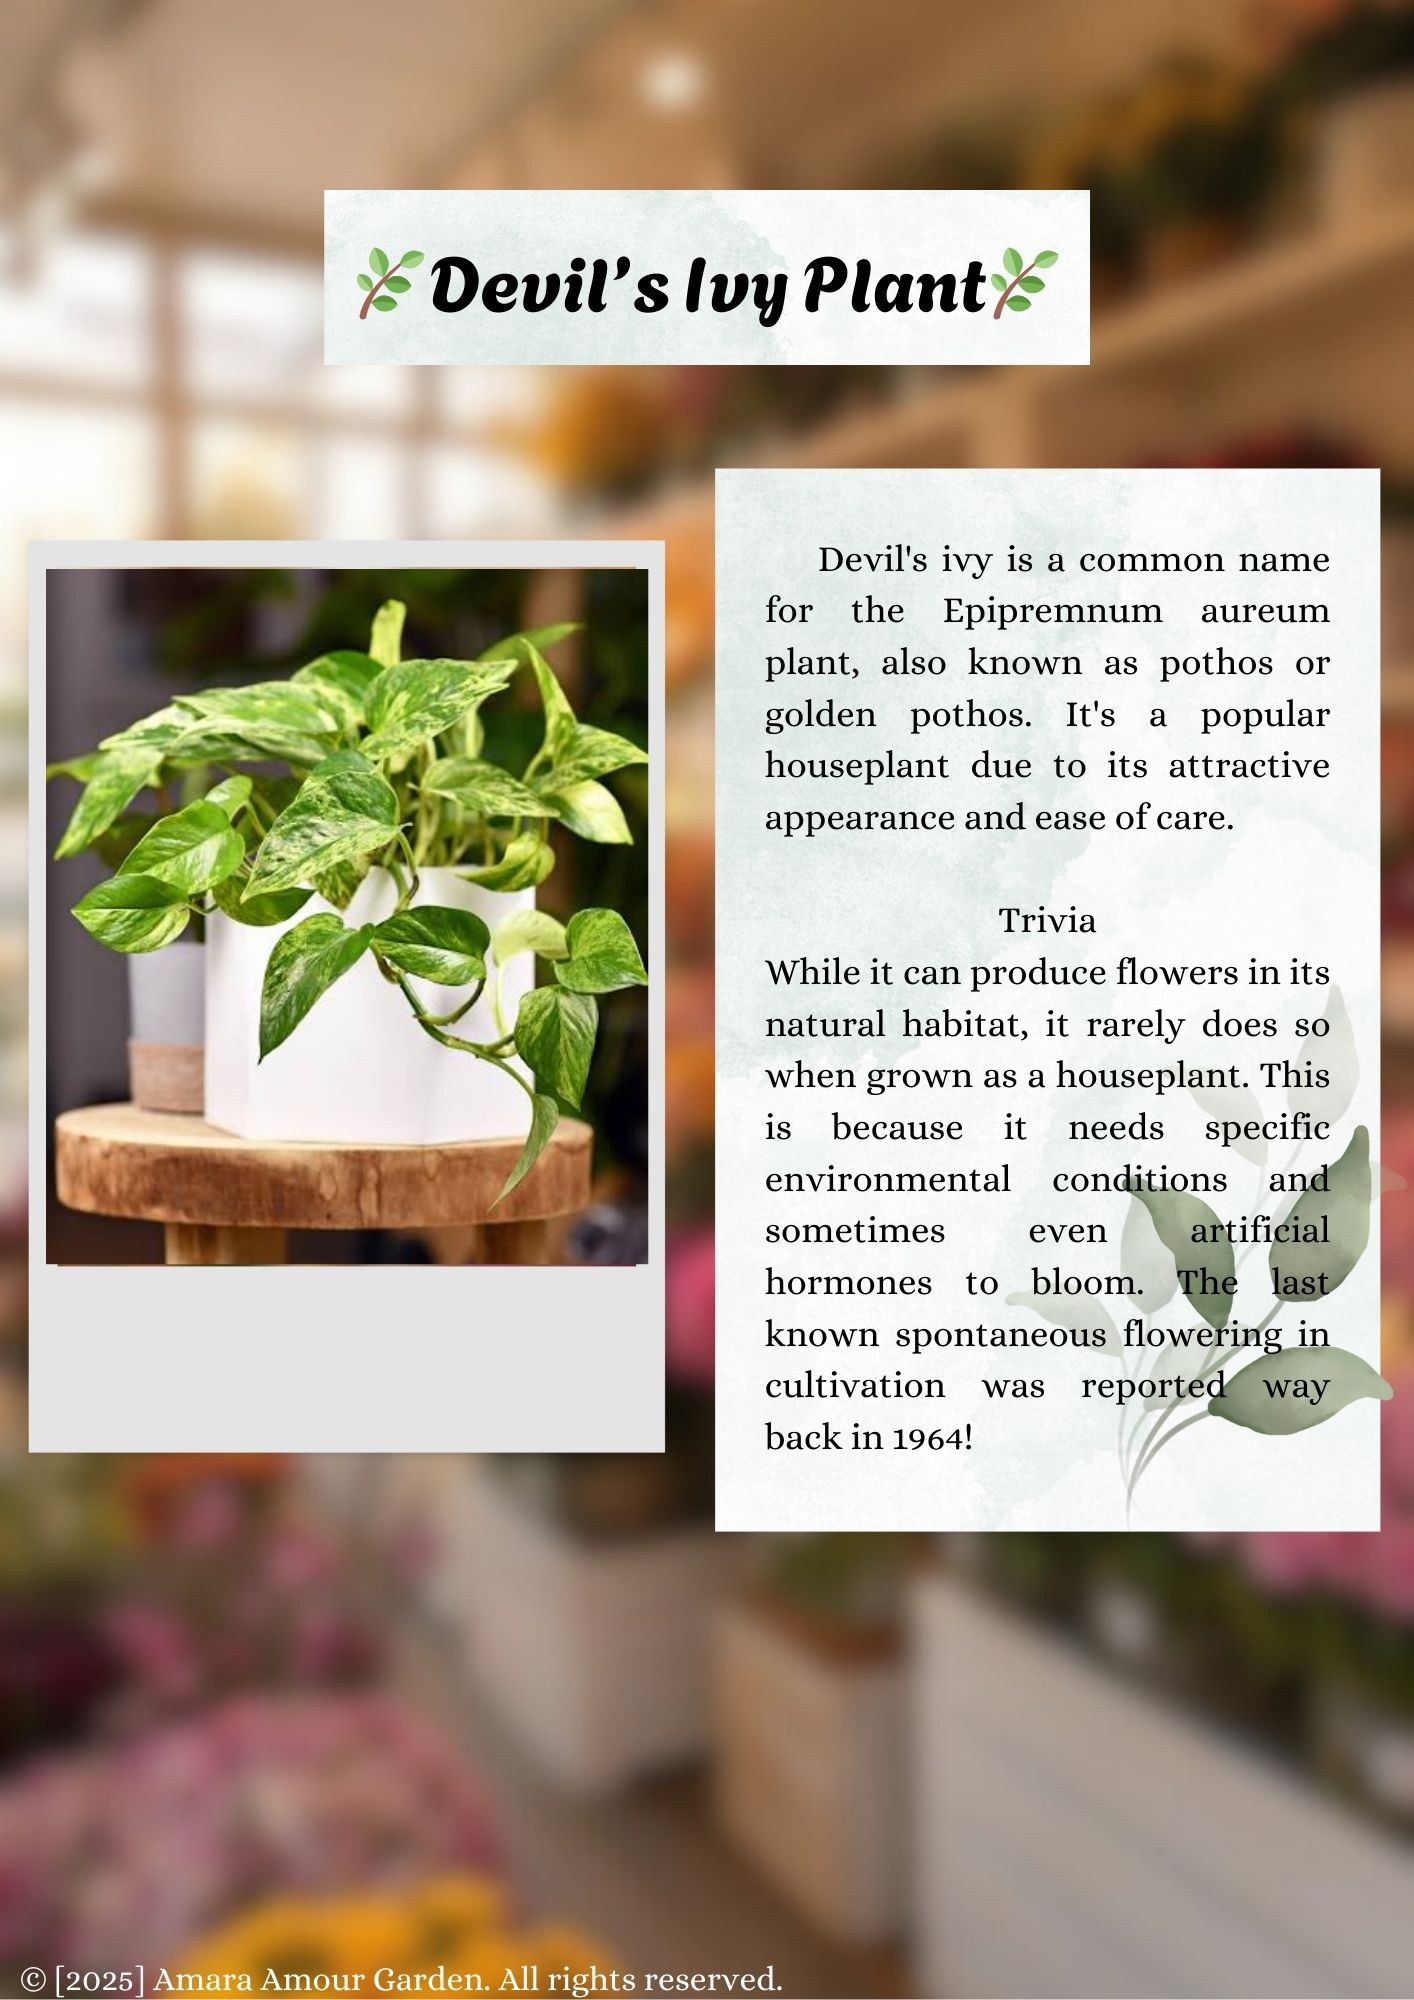 Devil’s Ivy Plant
Devil's ivy is a common name
for the Epipremnum aureum
plant, also known as pothos or
golden pothos. It's a popular
houseplant due to its attractive
appearance and ease of care.
Trivia
While it can produce flowers in its
natural habitat, it rarely does so
when grown as a houseplant. This
is because it needs specific
environmental conditions and
sometimes even artificial
hormones to bloom. The last
known spontaneous flowering in
cultivation was reported way
back in 1964!
© [2025] Amara Amour Garden. All rights reserved.